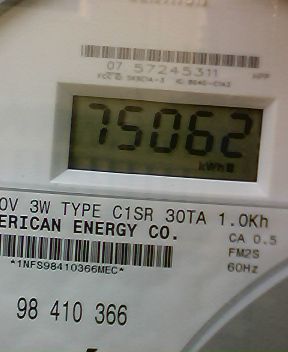 07 57245311
75062
kWh
0V 3W TYPE C1SR 30TA 1.0Kh
ERICAN ENERGY CO.
CA 0.5
FM2S
60Hz
*1NFS98410366MEC*
98 410 366